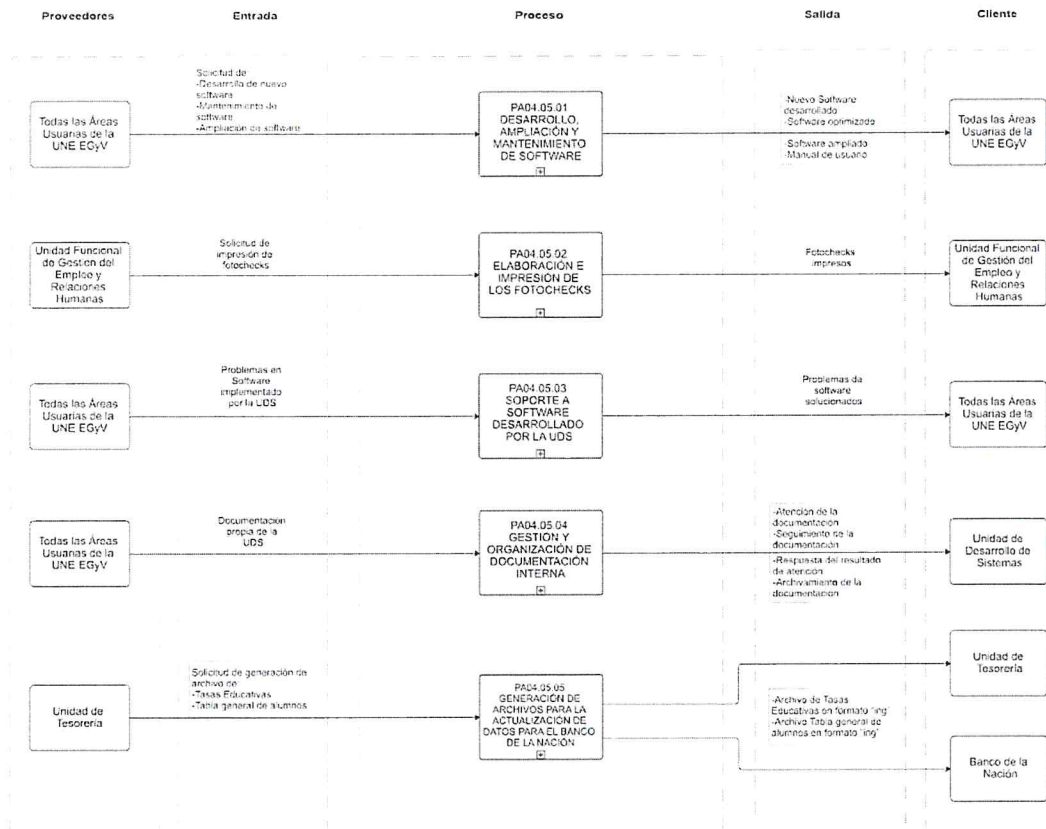 Proveedores
Entrada
Proceso
Salida
Cliente
Todas las Áreas
Usuarias de la
UNE EGyV
Solicitud de
-Desarrollo de nuevo
software
-Mantenimiento de
software
-Ampliación de software
PA04.05.01
DESARROLLO,
AMPLIACIÓN Y
MANTENIMIENTO
DE SOFTWARE
-Nuevo Software
desarrollado
-Software optimizado
-Software ampliado
-Manual de usuario
Todas las Áreas
Usuarias de la
UNE EGyV
Unidad Funcional
de Gestión del
Empleo y
Relaciones
Humanas
Solicitud de
impresión de
fotochecks
PA04.05.02
ELABORACIÓN E
IMPRESIÓN DE
LOS FOTOCHECKS
Fotochecks
impresos
Unidad Funcional
de Gestión del
Empleo y
Relaciones
Humanas
Todas las Áreas
Usuarias de la
UNE EGyV
Problemas en
Software
implementado
por la UDS
PA04.05.03
SOPORTE A
SOFTWARE
DESARROLLADO
POR LA UDS
Problemas de
software
solucionados
Todas las Áreas
Usuarias de la
UNE EGyV
Todas las Áreas
Usuarias de la
UNE EGyV
Documentación
propia de la
UDS
PA04.05.04
GESTION Y
ORGANIZACIÓN DE
DOCUMENTACIÓN
INTERNA
-Atención de la
documentación
-Seguimiento de la
documentación
-Respuesta del resultado
de atención
-Archivamiento de la
documentación
Unidad de
Desarrollo de
Sistemas
Unidad de
Tesorería
Solicitud de generación de
archivo de
-Tasas Educativas
-Tabla general de alumnos
PA04.05.05
GENERACIÓN DE
ARCHIVOS PARA LA
ACTUALIZACIÓN DE
DATOS PARA EL BANCO
DE LA NACIÓN
-Archivo de Tasas
Educativas en formato "ing"
-Archivo Tabla general de
alumnos en formato "ing"
Unidad de
Tesorería
Banco de la
Nación